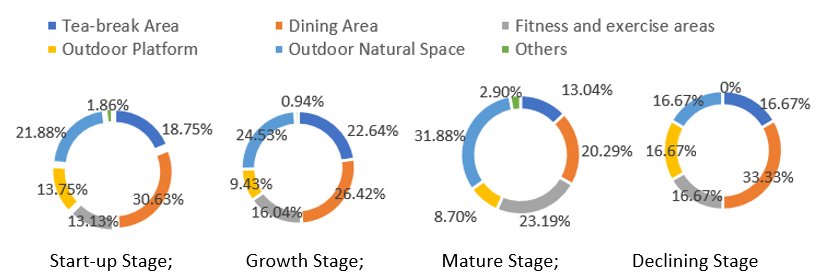 Tea-break Area
Dining Area
Fitness and exercise areas
Outdoor Platform
Outdoor Natural Space
Others
1.86%
18.75%
30.63%
13.13%
13.75%
21.88%
0.94%
22.64%
26.42%
16.04%
9.43%
24.53%
2.90%
13.04%
20.29%
23.19%
8.70%
31.88%
0%
16.67%
33.33%
16.67%
16.67%
16.67%
Start-up Stage;
Growth Stage;
Mature Stage;
Declining Stage